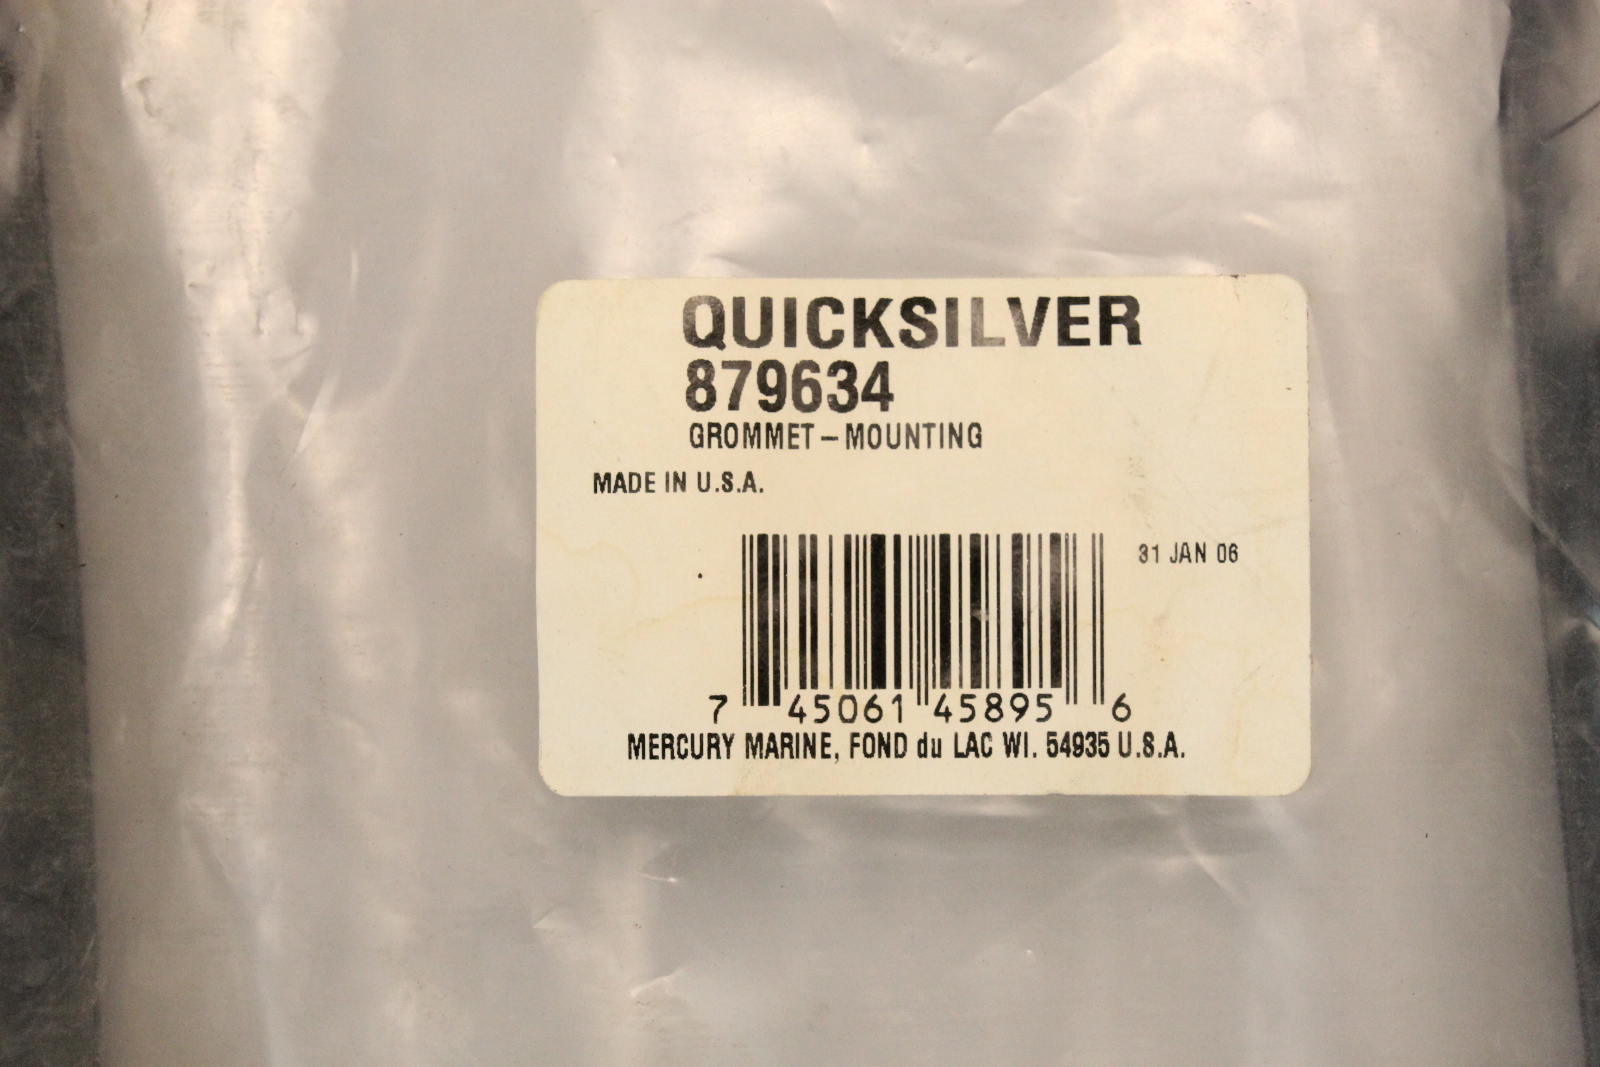 QUICKSILVER
879634
GROMMET – MOUNTING
MADE IN U.S.A.
31 JAN 06
7 45061 45895 6
MERCURY MARINE, FOND du LAC WI. 54935 U.S.A.